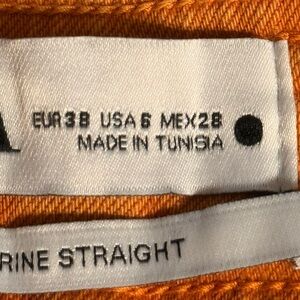 A EUR 38 USA 6 MEX 28
MADE IN TUNISIA
RINE STRAIGHT